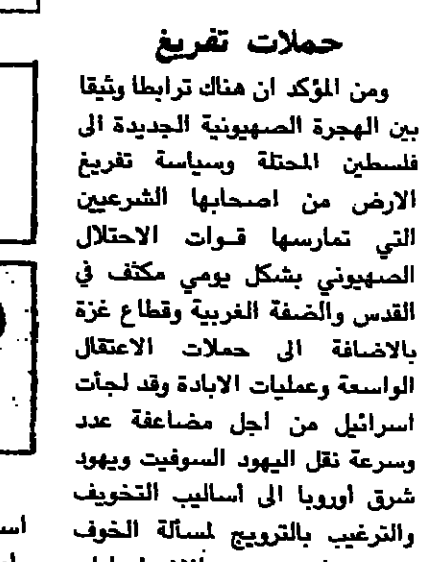 حملات تفريغ
ومن المؤكد ان هناك ترابطا وثيقا
بين الهجرة الصهيونية الجديدة الى
فلسطين المحتلة وسياسة تفريغ
الارض من اصحابها الشرعيين
التي تمارسها قوات الاحتلال
الصهيوني بشكل يومي مكثف في
القدس والضفة الغربية وقطاع غزة
بالاضافة الى حملات الاعتقال
الواسعة وعمليات الابادة وقد لجأت
اسرائيل من اجل مضاعفة عدد
وسرعة نقل اليهود السوفيت ويهود
شرق أوروبا الى أساليب التخويف
والترغيب بالترويج لمسألة الخوف